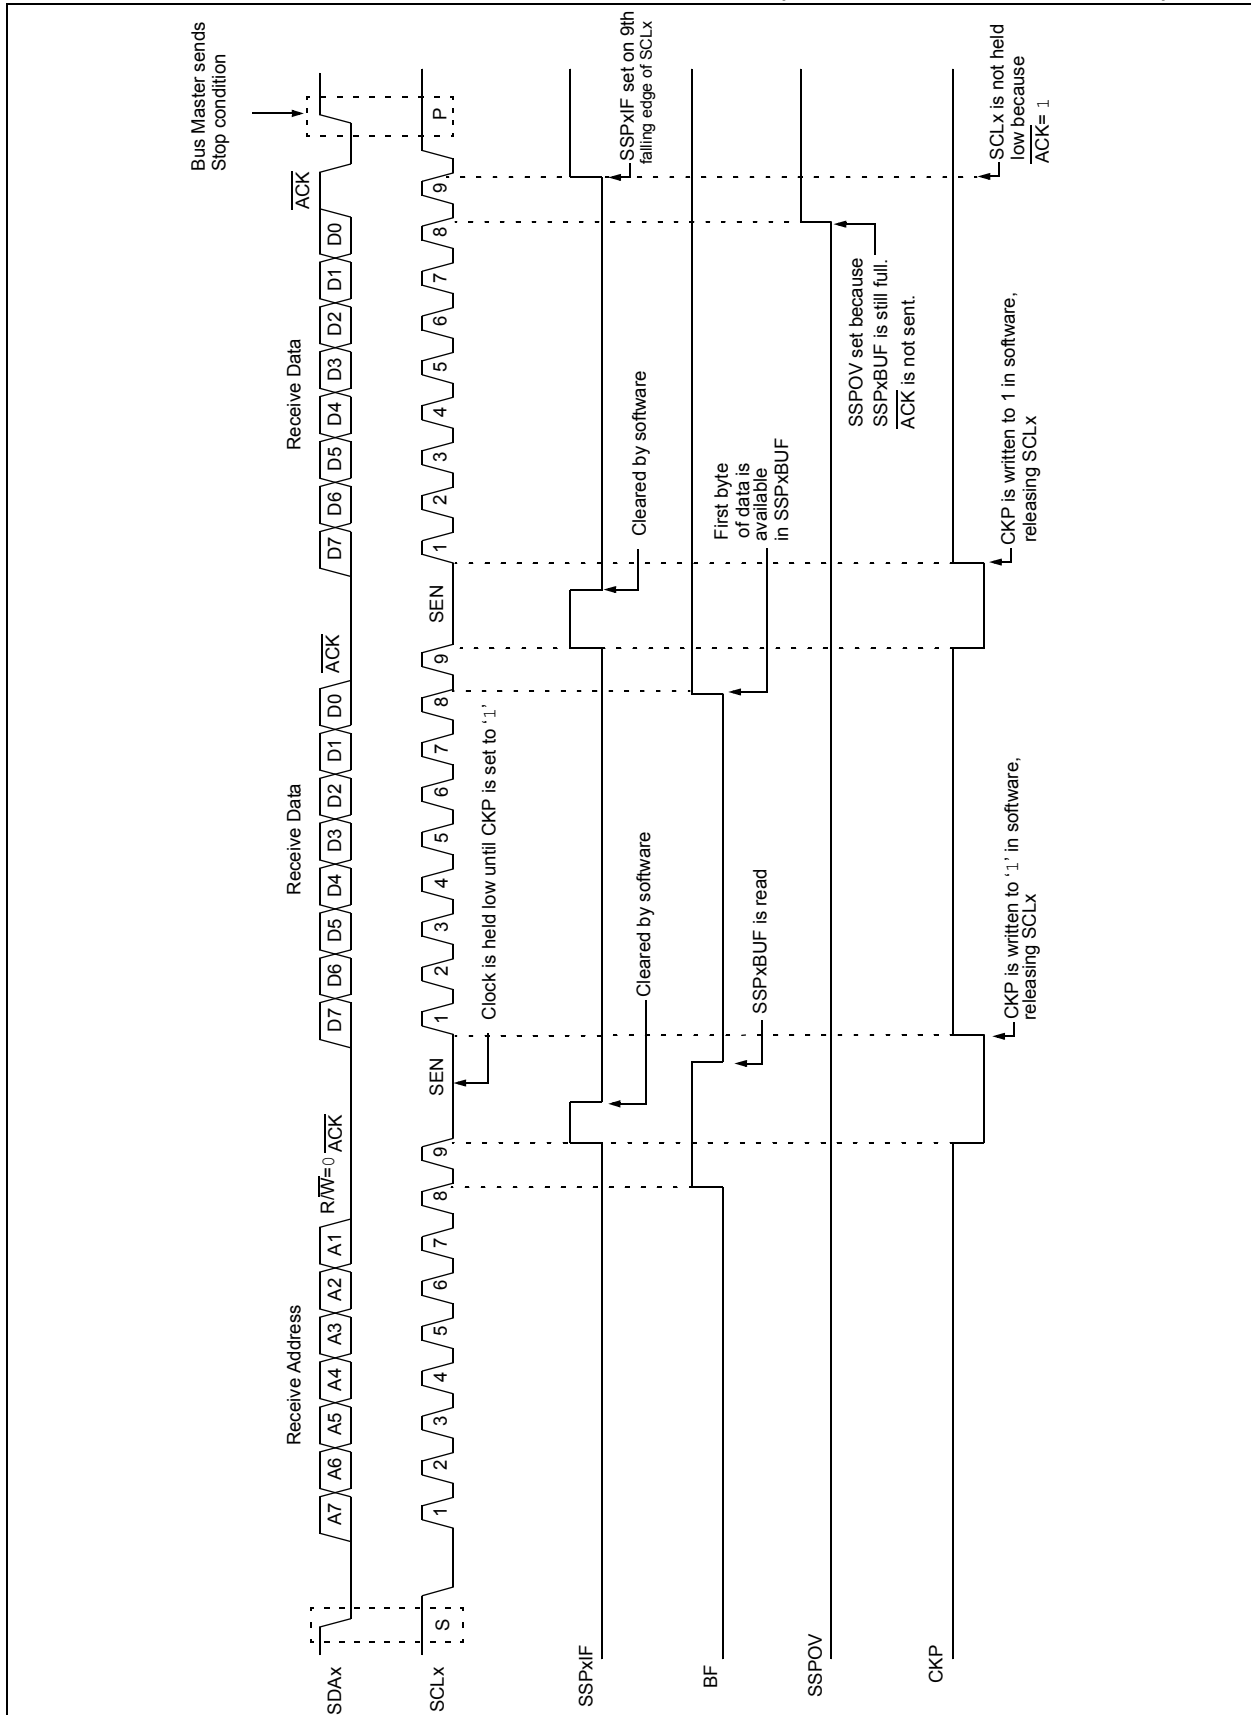 Bus Master sends
Stop condition
Receive Address
Receive Data
Receive Data
SDAx
A7 A6 A5 A4 A3 A2 A1 R/W=0 ACK D7 D6 D5 D4 D3 D2 D1 D0 ACK D7 D6 D5 D4 D3 D2 D1 D0 ACK
SCLx
S 1 2 3 4 5 6 7 8 9 SEN 1 2 3 4 5 6 7 8 9 SEN 1 2 3 4 5 6 7 8 9 P
Clock is held low until CKP is set to ‘1’
SSPxIF
Cleared by software
Cleared by software
SSPxIF set on 9th
falling edge of SCLx
BF
SSPxBUF is read
First byte
of data is
available
in SSPxBUF
SSPOV
SSPOV set because
SSPxBUF is still full.
ACK is not sent.
CKP
CKP is written to ‘1’ in software,
releasing SCLx
CKP is written to 1 in software,
releasing SCLx
SCLx is not held
low because
ACK= 1